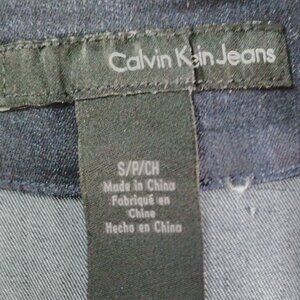 Calvin Klein Jeans
S/P/CH
Made in China
Fabriqué en
Chine
Hecho en China